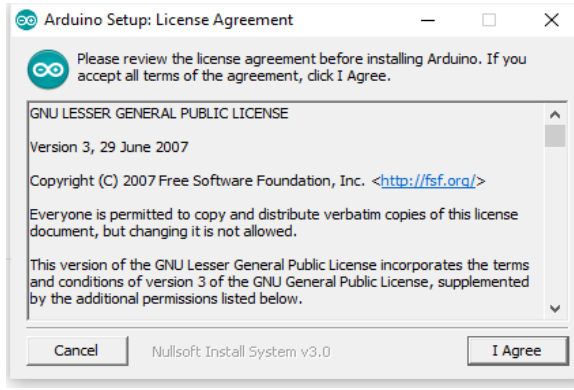 Arduino Setup: License Agreement
Please review the license agreement before installing Arduino. If you
accept all terms of the agreement, click I Agree.
GNU LESSER GENERAL PUBLIC LICENSE
Version 3, 29 June 2007
Copyright (C) 2007 Free Software Foundation, Inc. <http://fsf.org/>
Everyone is permitted to copy and distribute verbatim copies of this license
document, but changing it is not allowed.
This version of the GNU Lesser General Public License incorporates the terms
and conditions of version 3 of the GNU General Public License, supplemented
by the additional permissions listed below.
Cancel
Nullsoft Install System v3.0
I Agree